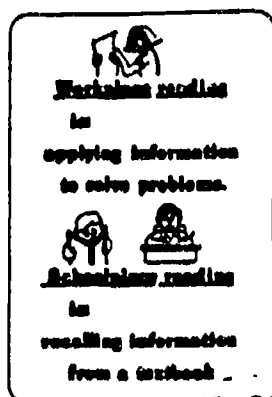 Workplace reading
is
applying information
to solve problems.
Schoolplace reading
is
recalling information
from a textbook